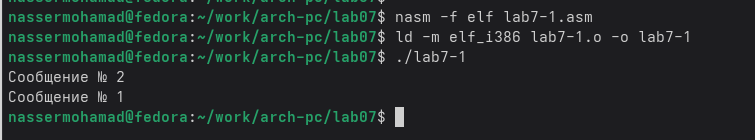 nassermohamad@fedora:~/work/arch-pc/lab07$ nasm -f elf lab7-1.asm
nassermohamad@fedora:~/work/arch-pc/lab07$ ld -m elf_i386 lab7-1.o -o lab7-1
nassermohamad@fedora:~/work/arch-pc/lab07$ ./lab7-1
Сообщение № 2
Сообщение № 1
nassermohamad@fedora:~/work/arch-pc/lab07$